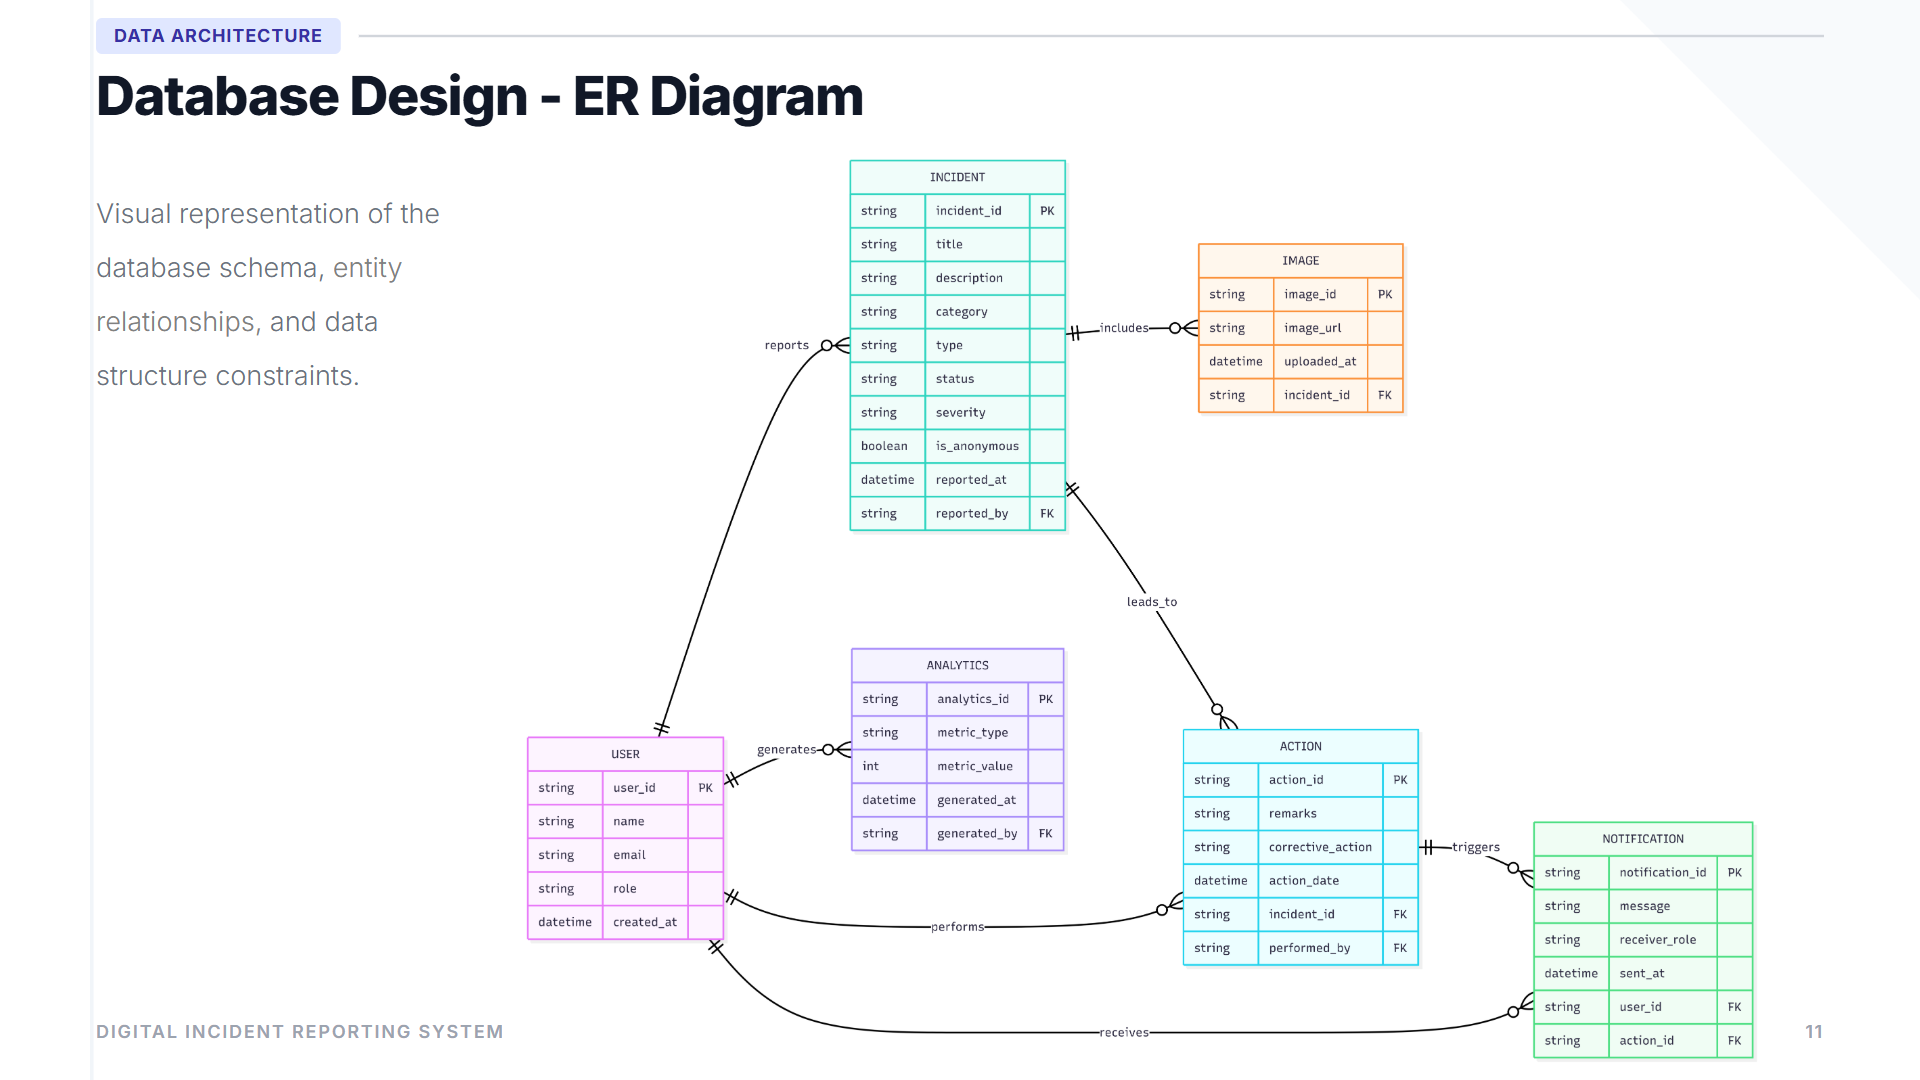 DATA ARCHITECTURE
Database Design - ER Diagram
Visual representation of the
database schema, entity
relationships, and data
structure constraints.
INCIDENT
string incident_id PK
string title
string description
string category
string type
string status
string severity
boolean is_anonymous
datetime reported_at
string reported_by FK
IMAGE
string image_id PK
string image_url
datetime uploaded_at
string incident_id FK
includes
reports
leads_to
ANALYTICS
string analytics_id PK
string metric_type
int metric_value
datetime generated_at
string generated_by FK
generates
USER
string user_id PK
string name
string email
string role
datetime created_at
ACTION
string action_id PK
string remarks
string corrective_action
datetime action_date
string incident_id FK
string performed_by FK
performs
triggers
NOTIFICATION
string notification_id PK
string message
string receiver_role
datetime sent_at
string user_id FK
string action_id FK
receives
DIGITAL INCIDENT REPORTING SYSTEM
11